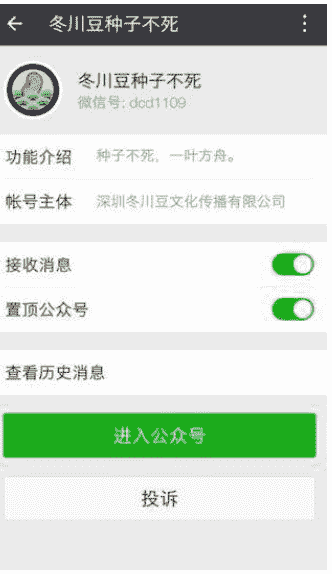 冬川豆种子不死
冬川豆种子不死
微信号: dcd1109
功能介绍 种子不死，一叶方舟。
帐号主体 深圳冬川豆文化传播有限公司
接收消息
置顶公众号
查看历史消息
进入公众号
投诉